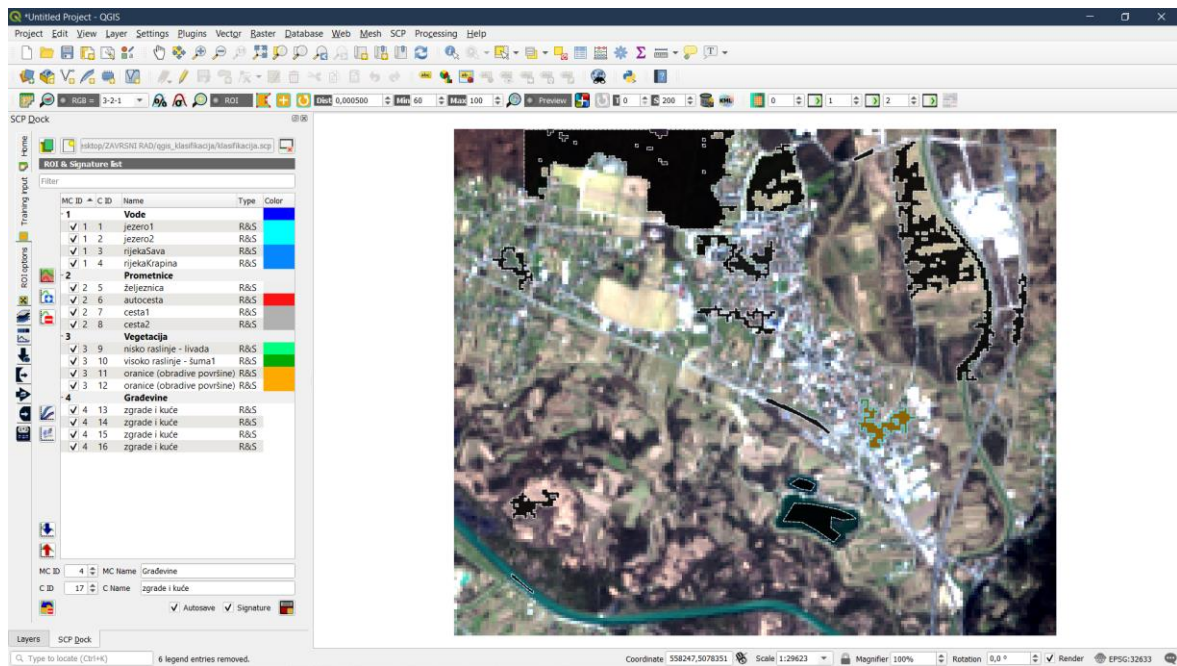 *Untitled Project - QGIS
Project Edit View Layer Settings Plugins Vector Raster Database Web Mesh SCP Processing Help
RGB = 3-2-1 ROI Dist 0,000500 Min 60 Max 100 Preview T 0 S 200 KML 0 1 2
SCP Dock
Home
Training input
ROI options
sktop/ZAVRSNI RAD/qgis_klasifikacija/klasifikacija.scp
ROI & Signature list
Filter
MC ID C ID Name Type Color
1 Vode
1 1 jezero1 R&S
1 2 jezero2 R&S
1 3 rijekaSava R&S
1 4 rijekaKrapina R&S
2 Prometnice
2 5 željeznica R&S
2 6 autocesta R&S
2 7 cesta1 R&S
2 8 cesta2 R&S
3 Vegetacija
3 9 nisko raslinje - livada R&S
3 10 visoko raslinje - šuma1 R&S
3 11 oranice (obradive površine) R&S
3 12 oranice (obradive površine) R&S
4 Građevine
4 13 zgrade i kuće R&S
4 14 zgrade i kuće R&S
4 15 zgrade i kuće R&S
4 16 zgrade i kuće R&S
MC ID 4 MC Name Građevine
C ID 17 C Name zgrade i kuće
Autosave Signature
Layers SCP Dock
Type to locate (Ctrl+K) 6 legend entries removed. Coordinate 558247,5078351 Scale 1:29623 Magnifier 100% Rotation 0,0 ° Render EPSG:32633